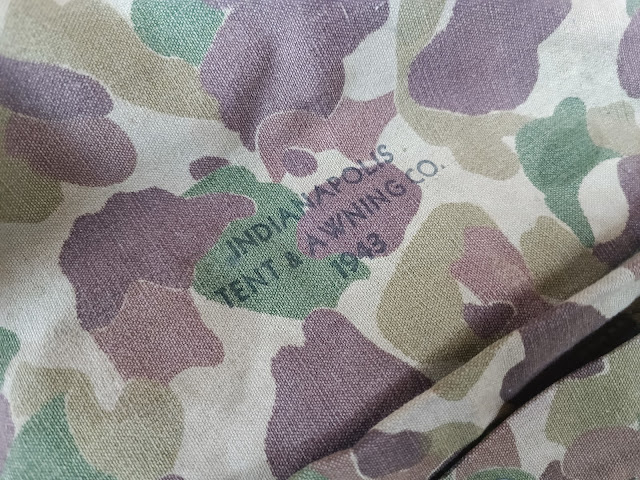 INDIANAPOLIS
TENT & AWNING CO.
1943